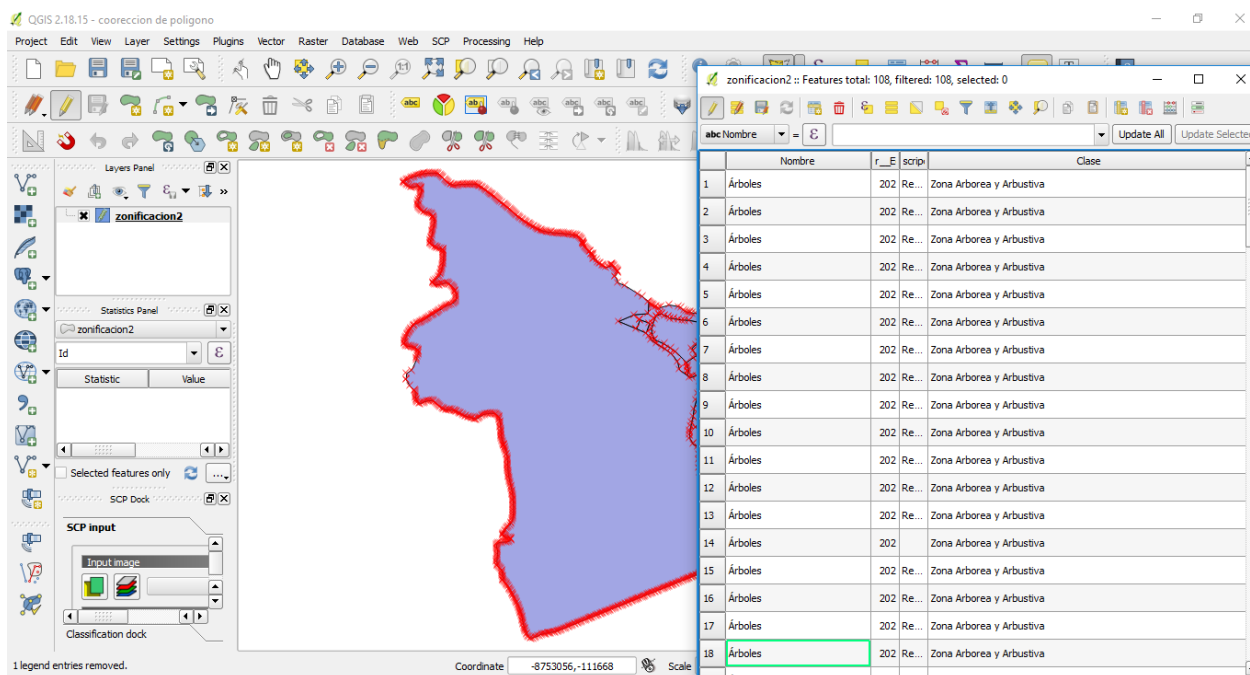 QGIS 2.18.15 - cooreccion de poligono
Project Edit View Layer Settings Plugins Vector Raster Database Web SCP Processing Help
zonificacion2 :: Features total: 108, filtered: 108, selected: 0
abc Nombre = ε Update All Update Selecte
Layers Panel
zonificacion2
Statistics Panel
zonificacion2
Id
Statistic Value
Selected features only
SCP Dock
SCP input
Input image
Classification dock
Nombre r__E scrip Clase
1 Árboles 202 Re... Zona Arborea y Arbustiva
2 Árboles 202 Re... Zona Arborea y Arbustiva
3 Árboles 202 Re... Zona Arborea y Arbustiva
4 Árboles 202 Re... Zona Arborea y Arbustiva
5 Árboles 202 Re... Zona Arborea y Arbustiva
6 Árboles 202 Re... Zona Arborea y Arbustiva
7 Árboles 202 Re... Zona Arborea y Arbustiva
8 Árboles 202 Re... Zona Arborea y Arbustiva
9 Árboles 202 Re... Zona Arborea y Arbustiva
10 Árboles 202 Re... Zona Arborea y Arbustiva
11 Árboles 202 Re... Zona Arborea y Arbustiva
12 Árboles 202 Re... Zona Arborea y Arbustiva
13 Árboles 202 Re... Zona Arborea y Arbustiva
14 Árboles 202 Zona Arborea y Arbustiva
15 Árboles 202 Re... Zona Arborea y Arbustiva
16 Árboles 202 Re... Zona Arborea y Arbustiva
17 Árboles 202 Re... Zona Arborea y Arbustiva
18 Árboles 202 Re... Zona Arborea y Arbustiva
1 legend entries removed. Coordinate -8753056,-111668 Scale